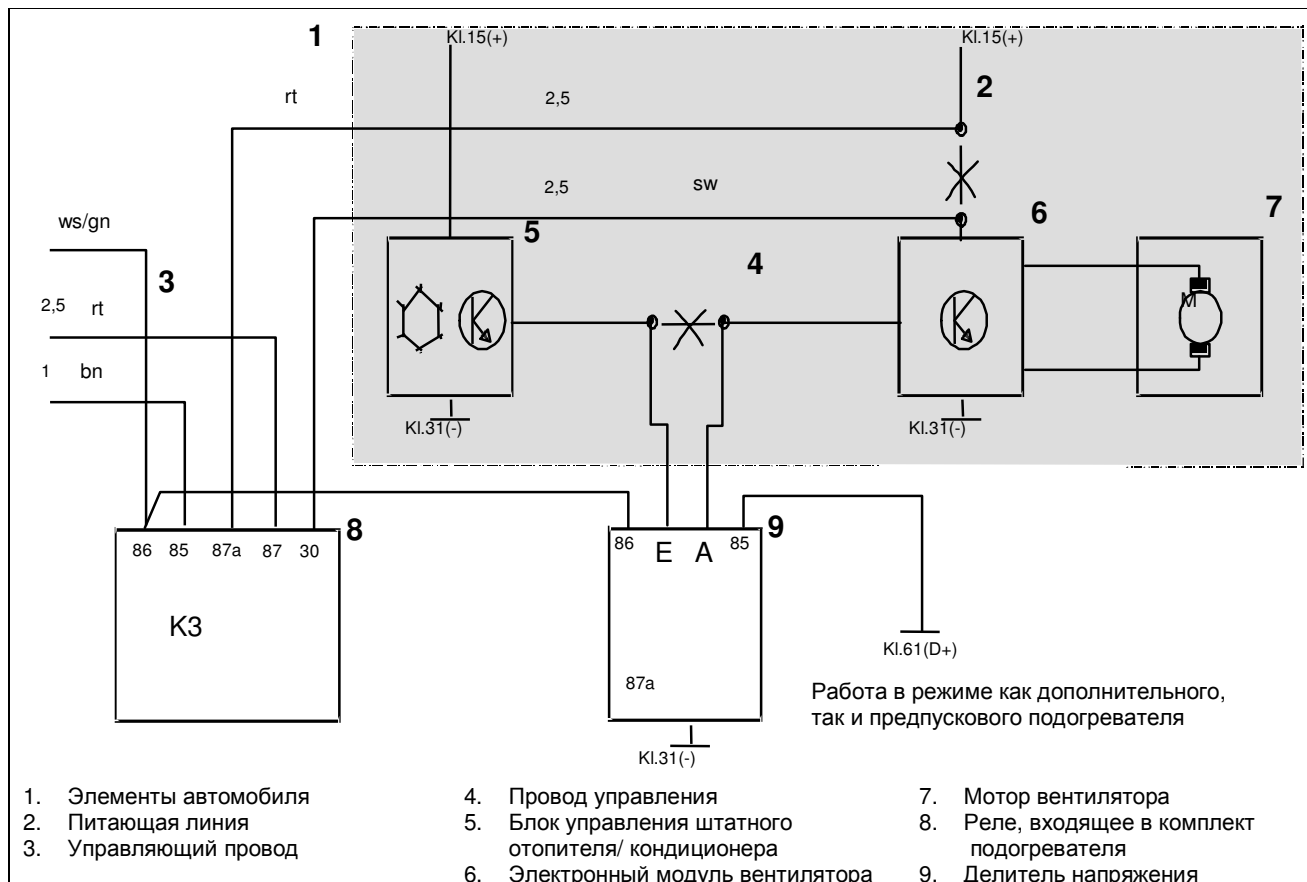 1
Kl.15(+)
Kl.15(+)
2
rt
2,5
2,5
sw
ws/gn
3
5
4
6
7
2,5 rt
M
1 bn
Kl.31(-)
Kl.31(-)
8
86 85 87a 87 30
K3
9
86 E A 85
87a
Kl.31(-)
Kl.61(D+)
Работа в режиме как дополнительного,
так и предпускового подогревателя
1. Элементы автомобиля
2. Питающая линия
3. Управляющий провод
4. Провод управления
5. Блок управления штатного
отопителя/ кондиционера
6. Электронный модуль вентилятора
7. Мотор вентилятора
8. Реле, входящее в комплект
подогревателя
9. Делитель напряжения